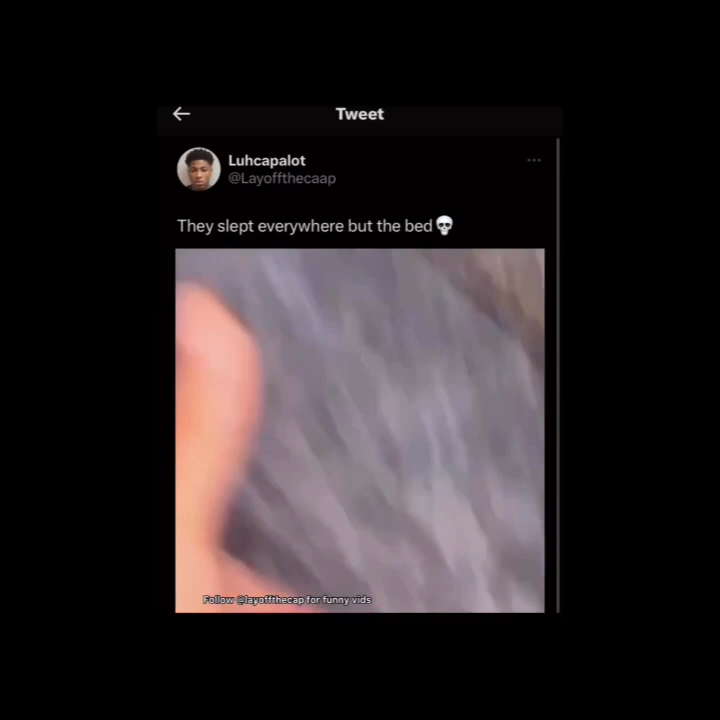 Tweet
Luhcapalot
@Layoffthecaap
They slept everywhere but the bed💀
Follow @layoffthecap for funny vids